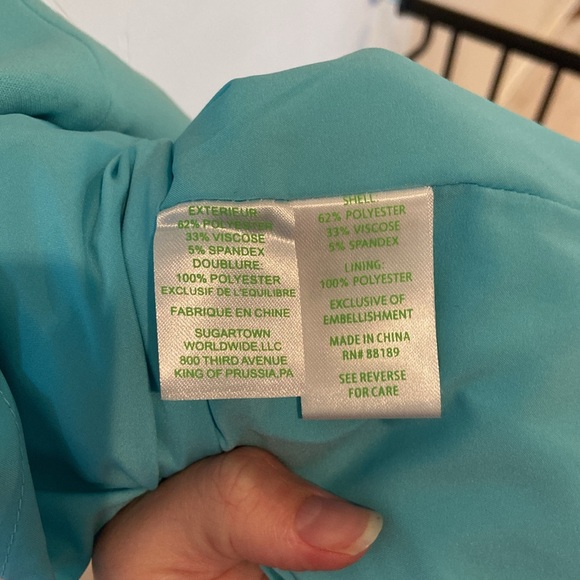 EXTERIEUR:
62% POLYESTER
33% VISCOSE
5% SPANDEX
DOUBLURE:
100% POLYESTER
EXCLUSIF DE L'EQUILIBRE
FABRIQUE EN CHINE
SUGARTOWN
WORLDWIDE,LLC
800 THIRD AVENUE
KING OF PRUSSIA,PA
SHELL:
62% POLYESTER
33% VISCOSE
5% SPANDEX
LINING:
100% POLYESTER
EXCLUSIVE OF
EMBELLISHMENT
MADE IN CHINA
RN# 88189
SEE REVERSE
FOR CARE